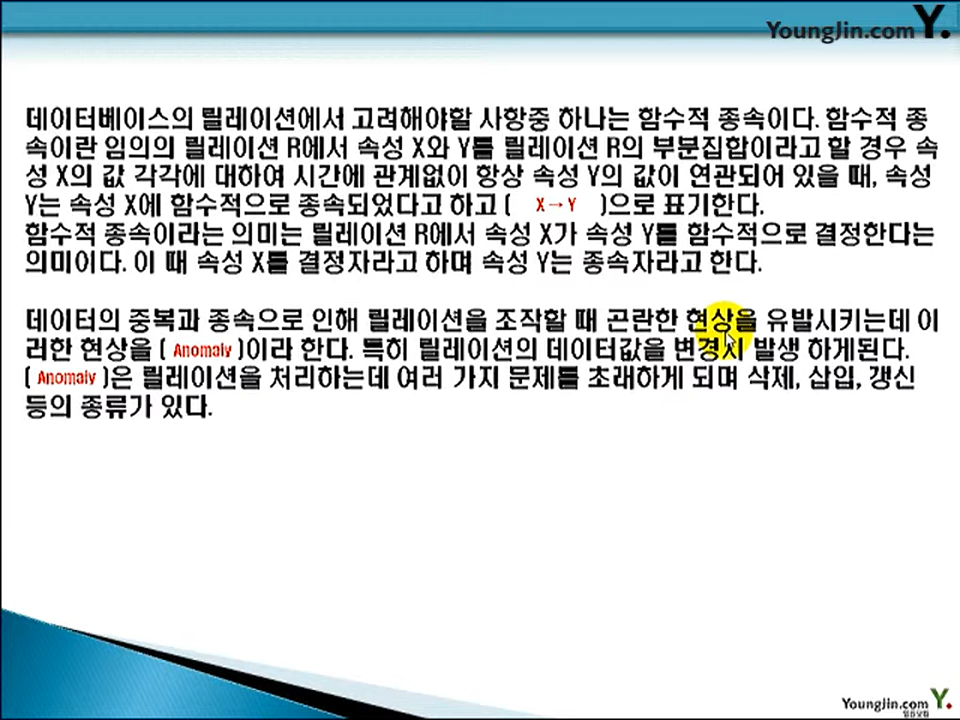 YoungJin.com Y.
데이터베이스의 릴레이션에서 고려해야할 사항중 하나는 함수적 종속이다. 함수적 종
속이란 임의의 릴레이션 R에서 속성 X와 Y를 릴레이션 R의 부분집합이라고 할 경우 속
성 X의 값 각각에 대하여 시간에 관계없이 항상 속성 Y의 값이 연관되어 있을 때, 속성
Y는 속성 X에 함수적으로 종속되었다고 하고 ( X→Y )으로 표기한다.
함수적 종속이라는 의미는 릴레이션 R에서 속성 X가 속성 Y를 함수적으로 결정한다는
의미이다. 이 때 속성 X를 결정자라고 하며 속성 Y는 종속자라고 한다.
데이터의 중복과 종속으로 인해 릴레이션을 조작할 때 곤란한 현상을 유발시키는데 이
러한 현상을 ( Anomaly )이라 한다. 특히 릴레이션의 데이터값을 변경시 발생 하게된다.
( Anomaly )은 릴레이션을 처리하는데 여러 가지 문제를 초래하게 되며 삭제, 삽입, 갱신
등의 종류가 있다.
YoungJin.com Y.